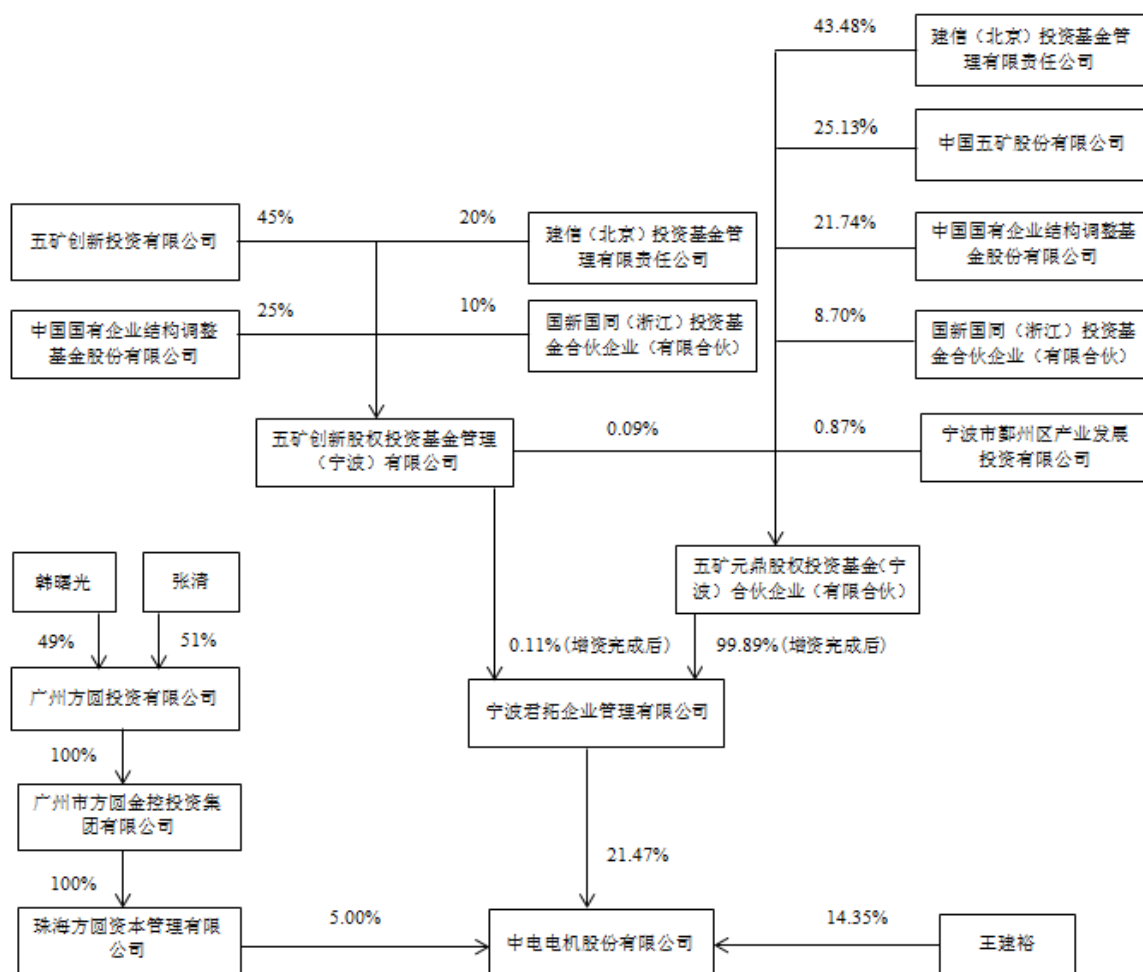 43.48%
建信（北京）投资基金管
理有限责任公司
25.13%
中国五矿股份有限公司
45%
20%
21.74%
五矿创新投资有限公司
建信（北京）投资基金管
理有限责任公司
中国国有企业结构调整基
金股份有限公司
25%
10%
8.70%
中国国有企业结构调整
基金股份有限公司
国新国同（浙江）投资基
金合伙企业（有限合伙）
国新国同（浙江）投资基
金合伙企业（有限合伙）
五矿创新股权投资基金管理
（宁波）有限公司
0.09%
0.87%
宁波市鄞州区产业发展
投资有限公司
韩曙光
张清
五矿元鼎股权投资基金（宁
波）合伙企业（有限合伙）
49%
51%
0.11%(增资完成后)
99.89%(增资完成后)
广州方圆投资有限公司
宁波君拓企业管理有限公司
100%
广州市方圆金控投资集
团有限公司
21.47%
100%
珠海方圆资本管理有限
公司
5.00%
中电电机股份有限公司
14.35%
王建裕